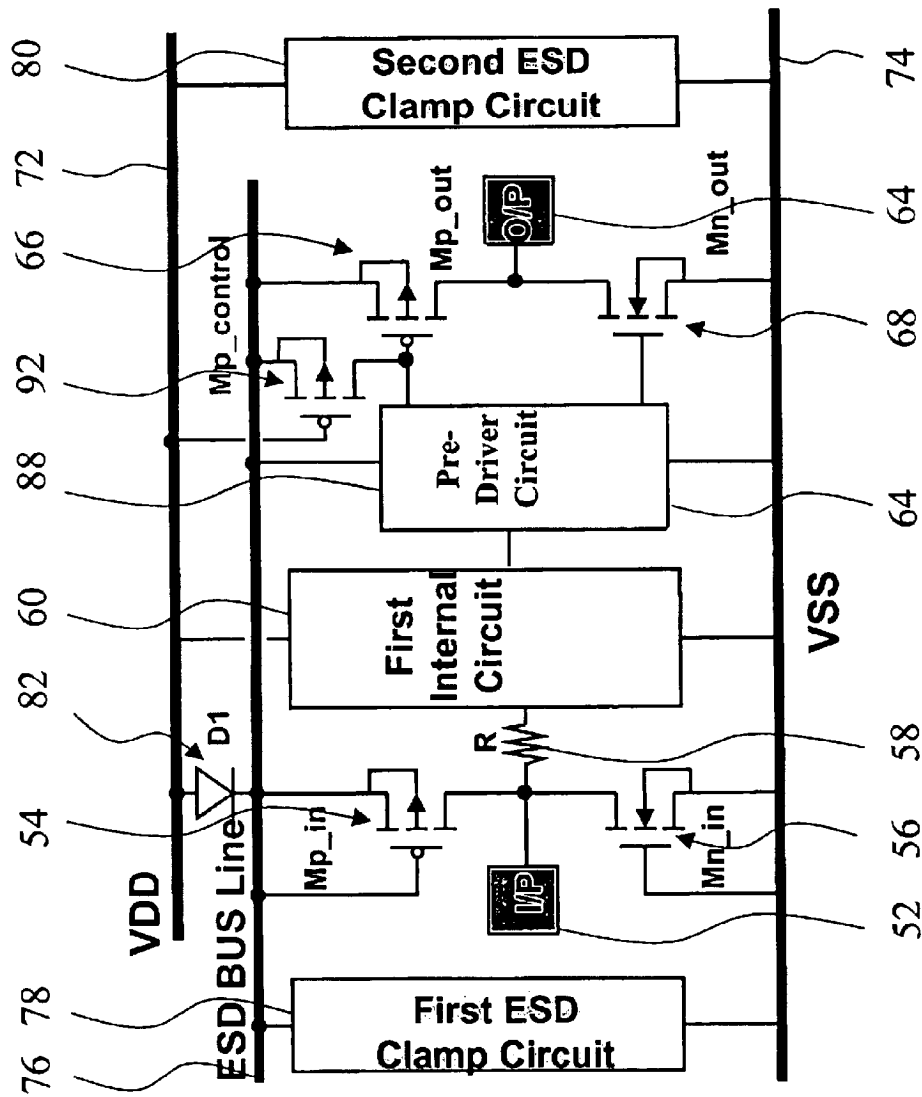 76
78
54
82
60
88
92
66
72
80
VDD
ESD BUS Line
D1
Mp_control
Second ESD
Clamp Circuit
Mp_in
Mp_out
First
Internal
Circuit
Pre-
Driver
Circuit
R
I/P
O/P
First ESD
Clamp Circuit
Mn_in
Mn_out
VSS
52
56
58
64
68
64
74